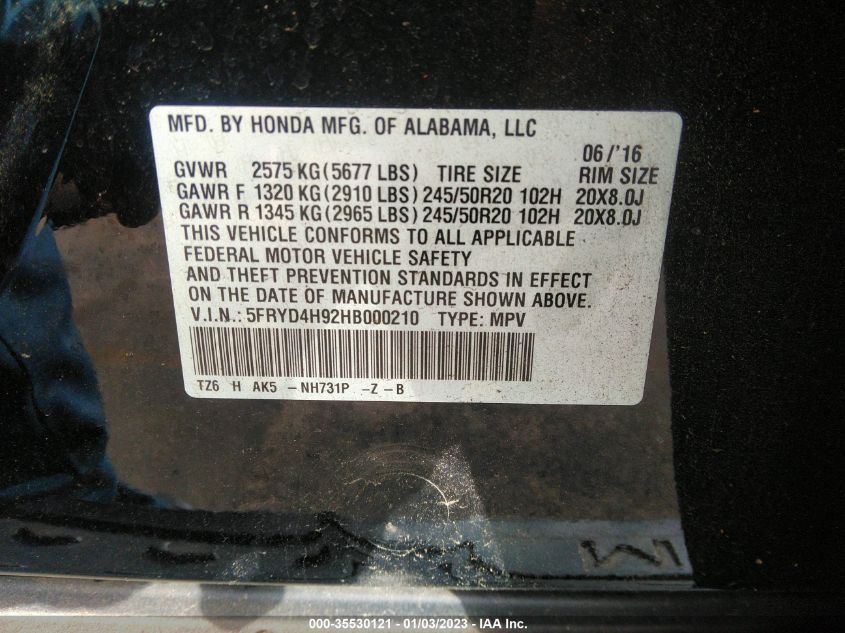 MFD. BY HONDA MFG. OF ALABAMA, LLC
06/'16
GVWR 2575 KG (5677 LBS) TIRE SIZE RIM SIZE
GAWR F 1320 KG (2910 LBS) 245/50R20 102H 20X8.0J
GAWR R 1345 KG (2965 LBS) 245/50R20 102H 20X8.0J
THIS VEHICLE CONFORMS TO ALL APPLICABLE
FEDERAL MOTOR VEHICLE SAFETY
AND THEFT PREVENTION STANDARDS IN EFFECT
ON THE DATE OF MANUFACTURE SHOWN ABOVE.
V.I.N.: 5FRYD4H92HB000210 TYPE: MPV
TZ6 H AK5 -NH731P -Z-B
000-35530121 - 01/03/2023 - IAA Inc.